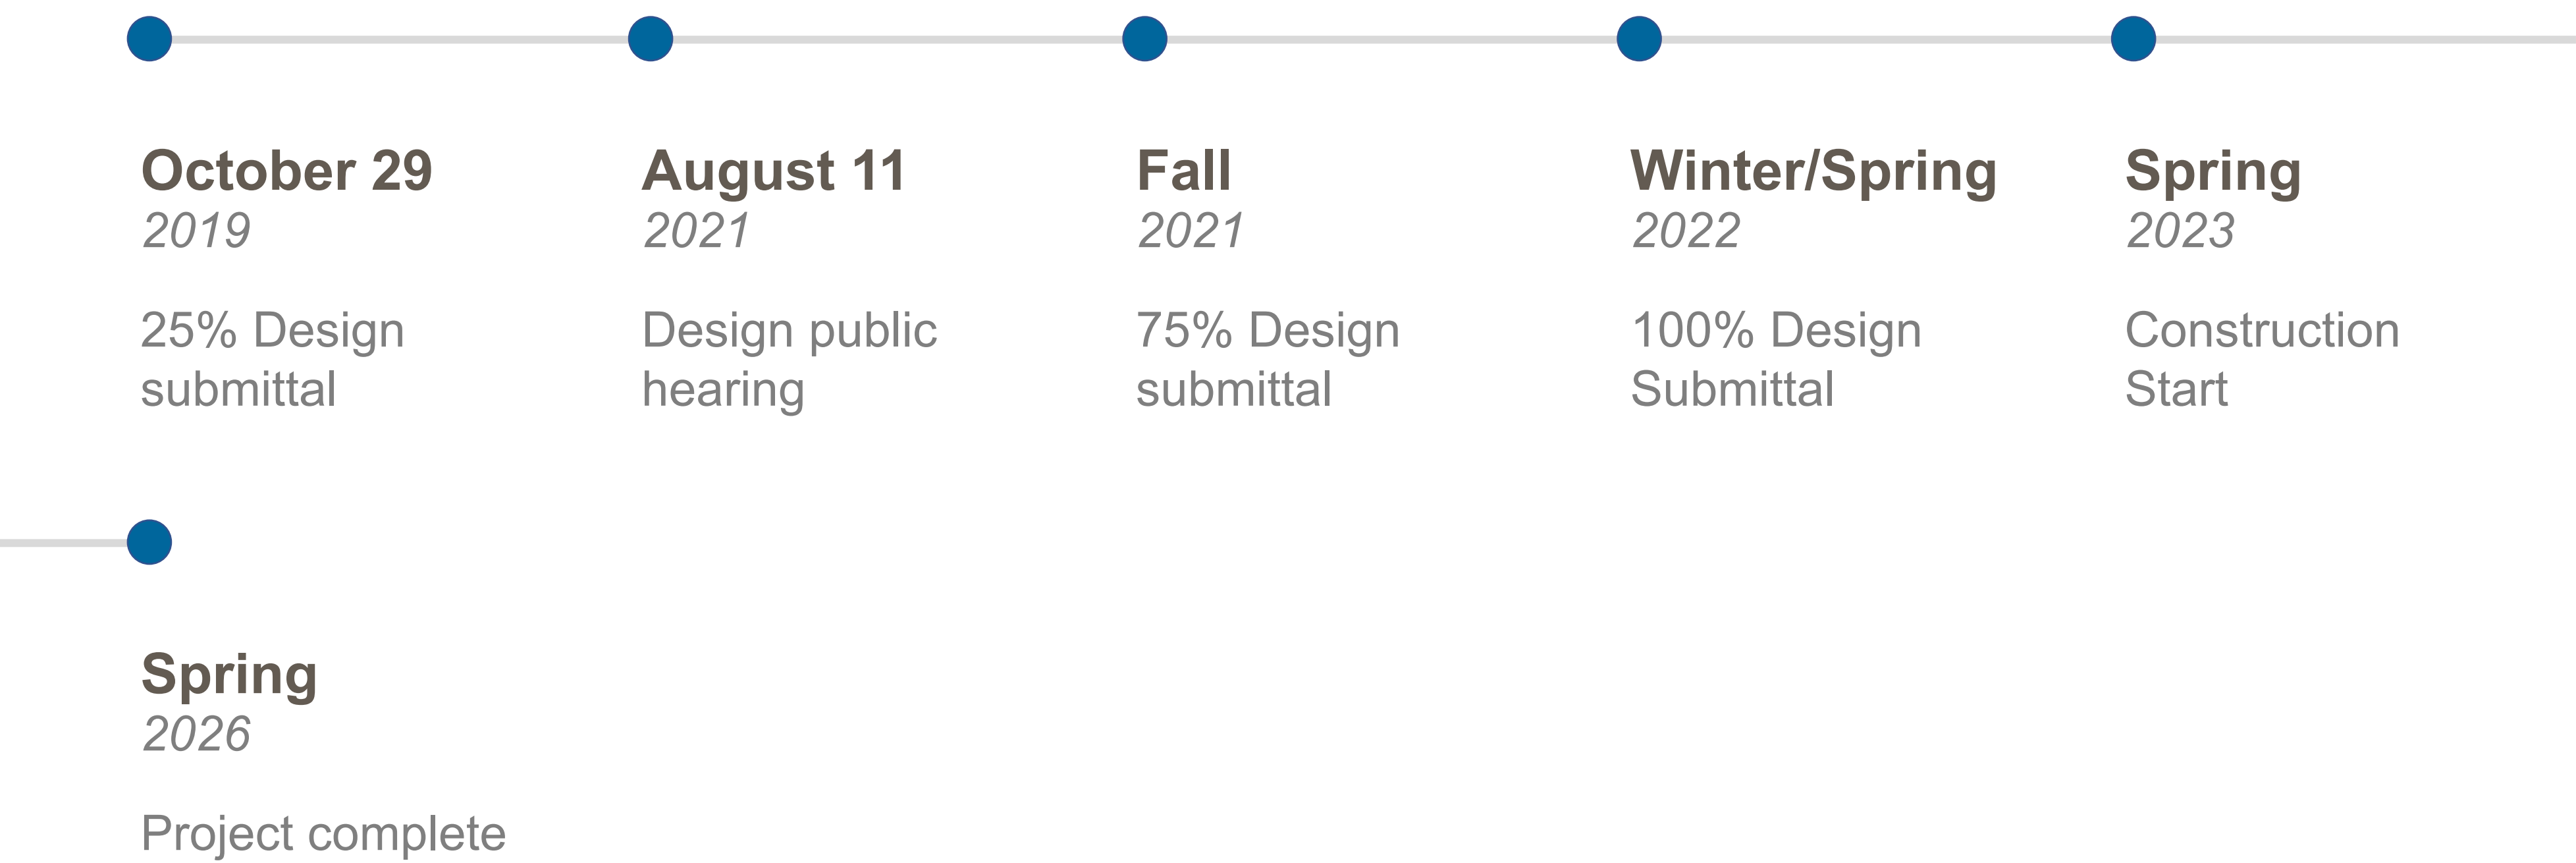 October 29
2019
25% Design
submittal
August 11
2021
Design public
hearing
Fall
2021
75% Design
submittal
Winter/Spring
2022
100% Design
Submittal
Spring
2023
Construction
Start
Spring
2026
Project complete